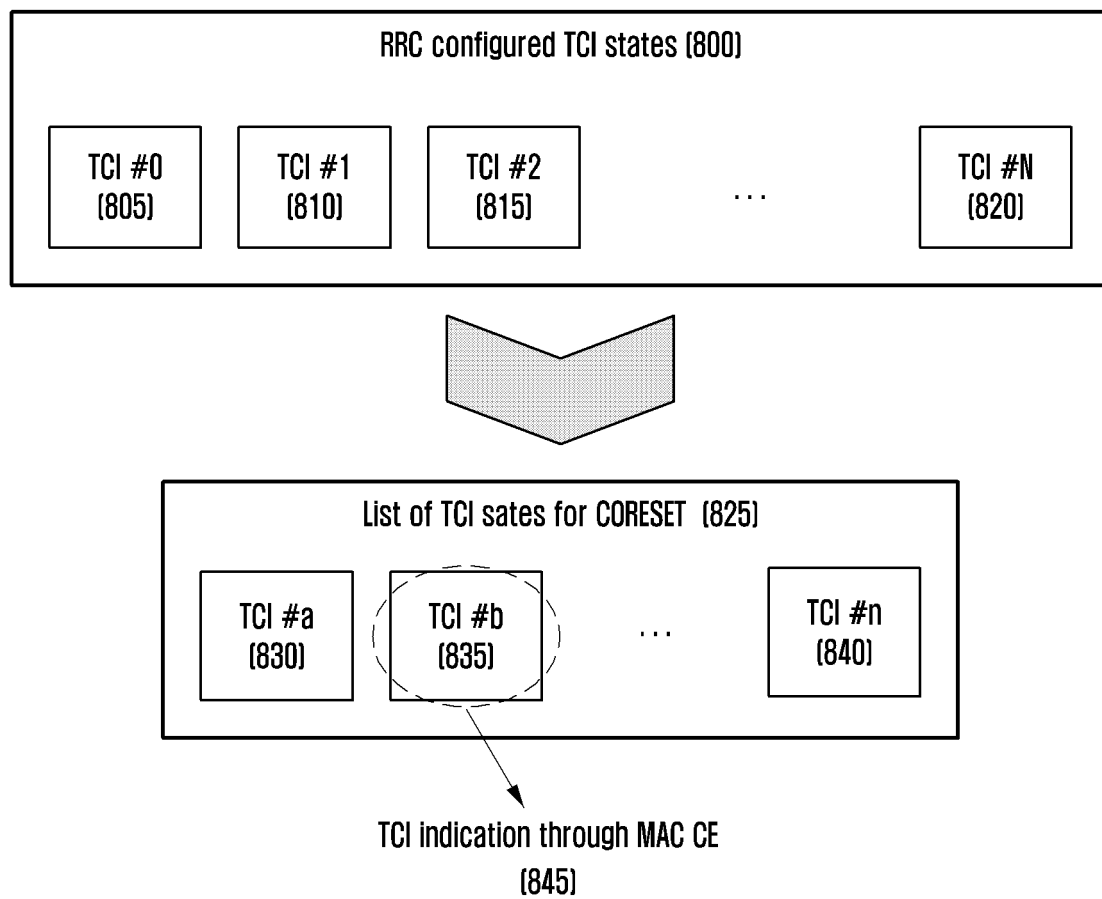 RRC configured TCI states (800)
TCI #0 TCI #1 TCI #2 ... TCI #N
(805) (810) (815) (820)
List of TCI sates for CORESET (825)
TCI #a TCI #b ... TCI #n
(830) (835) (840)
TCI indication through MAC CE
(845)